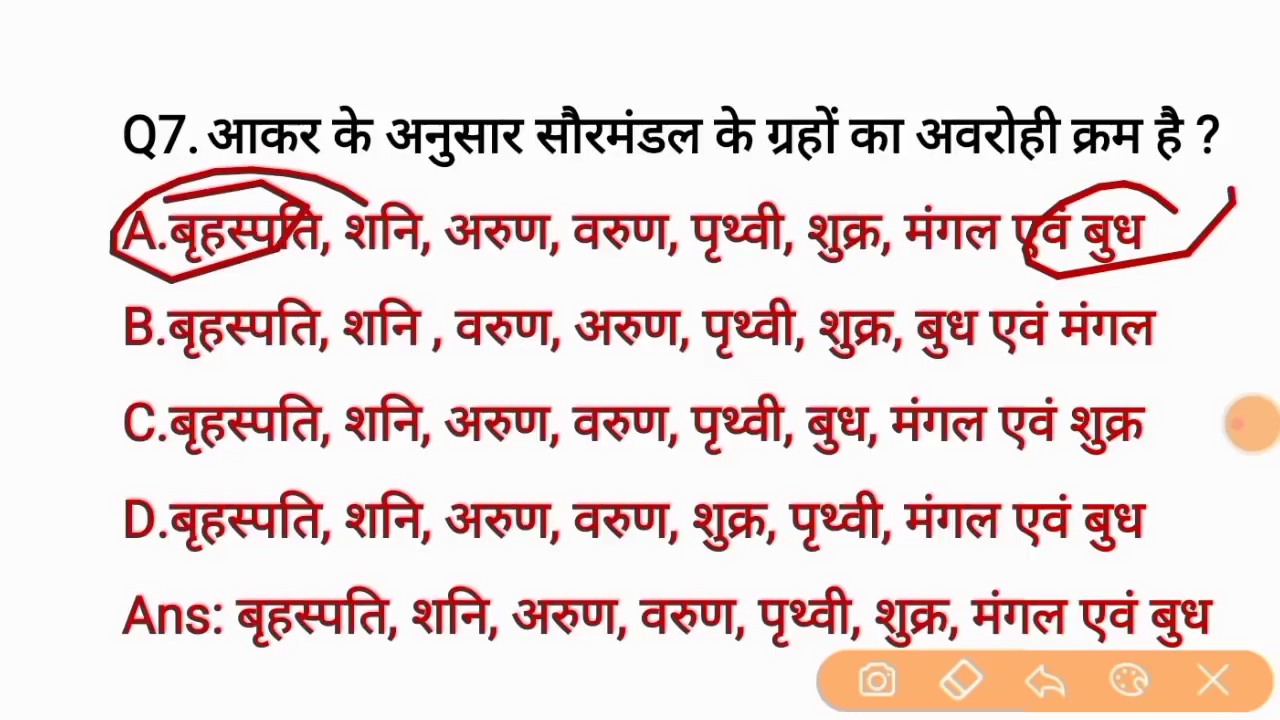 Q7. आकर के अनुसार सौरमंडल के ग्रहों का अवरोही क्रम है ?
A.बृहस्पति, शनि, अरुण, वरुण, पृथ्वी, शुक्र, मंगल एवं बुध
B.बृहस्पति, शनि , वरुण, अरुण, पृथ्वी, शुक्र, बुध एवं मंगल
C.बृहस्पति, शनि, अरुण, वरुण, पृथ्वी, बुध, मंगल एवं शुक्र
D.बृहस्पति, शनि, अरुण, वरुण, शुक्र, पृथ्वी, मंगल एवं बुध
Ans: बृहस्पति, शनि, अरुण, वरुण, पृथ्वी, शुक्र, मंगल एवं बुध